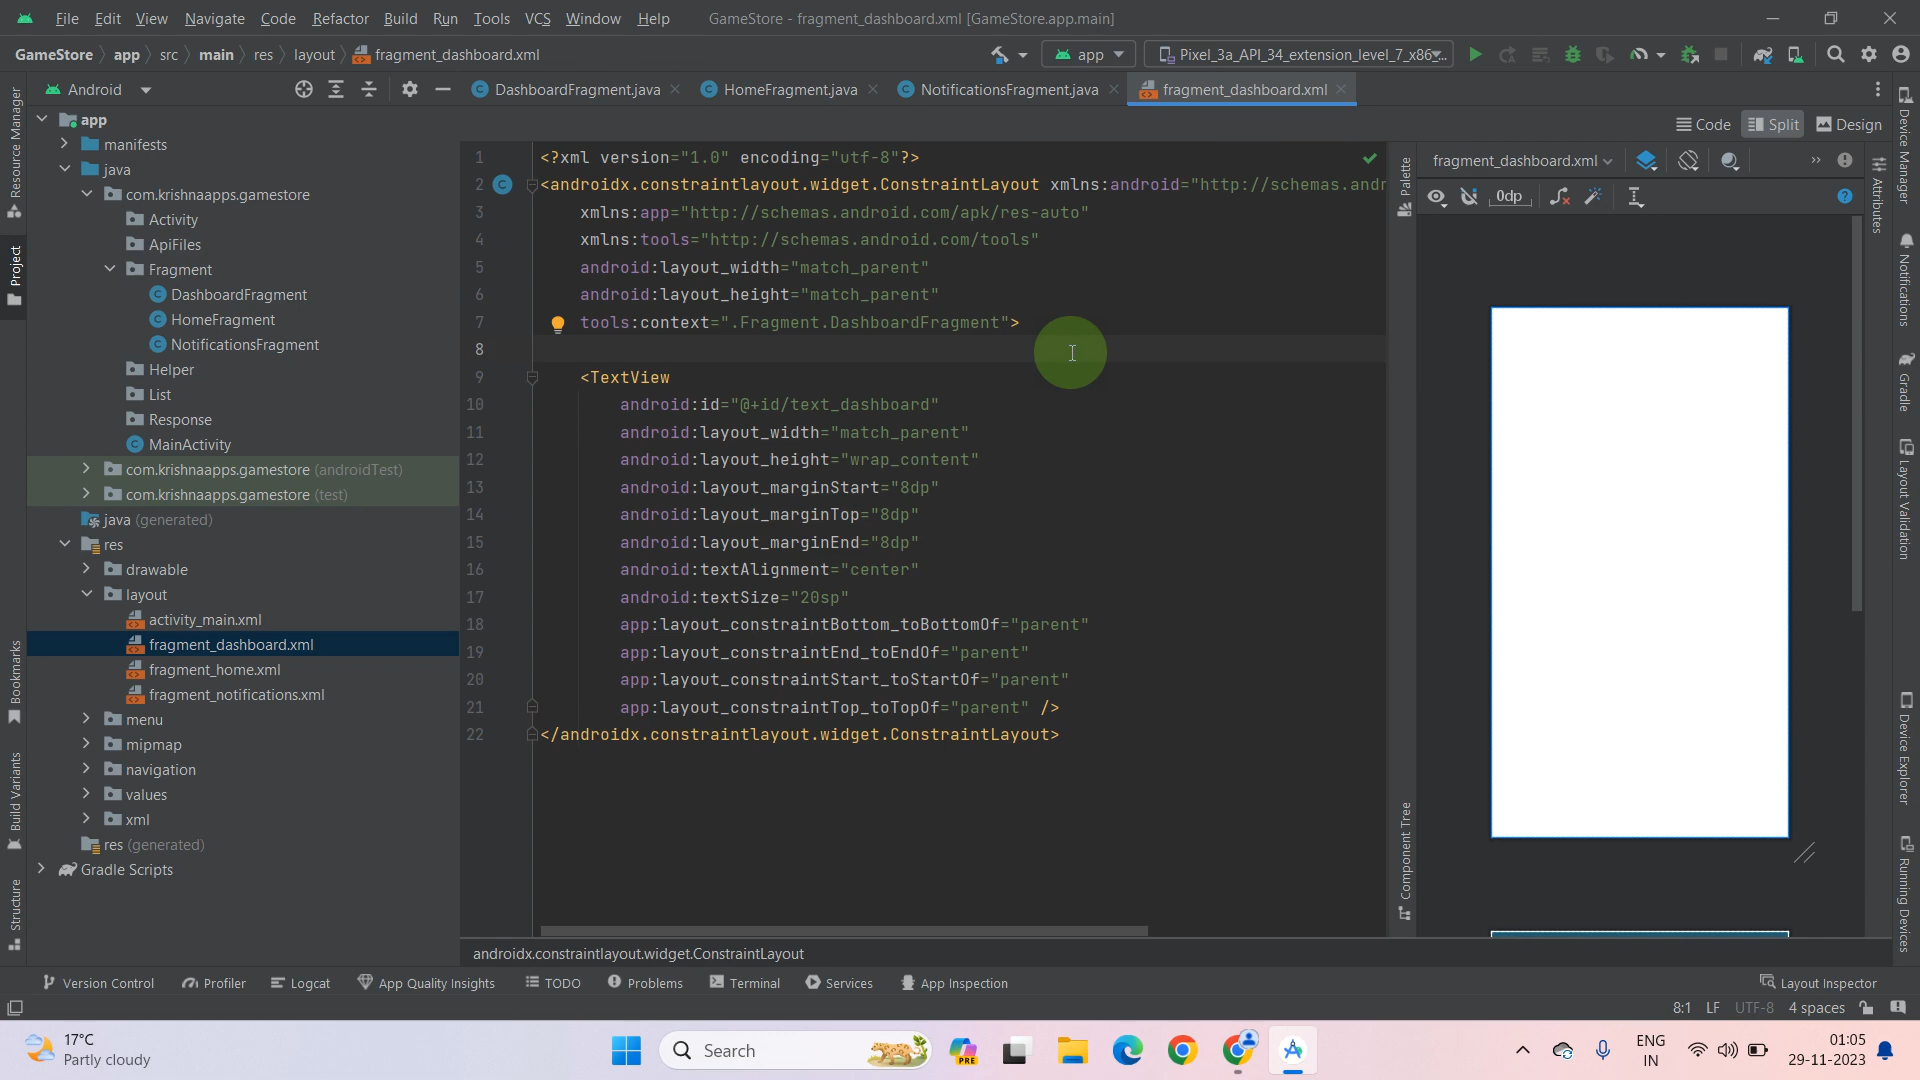 File Edit View Navigate Code Refactor Build Run Tools VCS Window Help GameStore - fragment_dashboard.xml [GameStore.app.main]
GameStore app src main res layout fragment_dashboard.xml app Pixel_3a_API_34_extension_level_7_x86...
Android DashboardFragment.java HomeFragment.java NotificationsFragment.java fragment_dashboard.xml
Code Split Design
Resource Manager
Project
Bookmarks
Build Variants
Structure
app
manifests
java
com.krishnaapps.gamestore
Activity
ApiFiles
Fragment
DashboardFragment
HomeFragment
NotificationsFragment
Helper
List
Response
MainActivity
com.krishnaapps.gamestore (androidTest)
com.krishnaapps.gamestore (test)
java (generated)
res
drawable
layout
activity_main.xml
fragment_dashboard.xml
fragment_home.xml
fragment_notifications.xml
menu
mipmap
navigation
values
xml
res (generated)
Gradle Scripts
1 <?xml version="1.0" encoding="utf-8"?>
2 <androidx.constraintlayout.widget.ConstraintLayout xmlns:android="http://schemas.andr
3 xmlns:app="http://schemas.android.com/apk/res-auto"
4 xmlns:tools="http://schemas.android.com/tools"
5 android:layout_width="match_parent"
6 android:layout_height="match_parent"
7 tools:context=".Fragment.DashboardFragment">
8
9 <TextView
10 android:id="@+id/text_dashboard"
11 android:layout_width="match_parent"
12 android:layout_height="wrap_content"
13 android:layout_marginStart="8dp"
14 android:layout_marginTop="8dp"
15 android:layout_marginEnd="8dp"
16 android:textAlignment="center"
17 android:textSize="20sp"
18 app:layout_constraintBottom_toBottomOf="parent"
19 app:layout_constraintEnd_toEndOf="parent"
20 app:layout_constraintStart_toStartOf="parent"
21 app:layout_constraintTop_toTopOf="parent" />
22 </androidx.constraintlayout.widget.ConstraintLayout>
androidx.constraintlayout.widget.ConstraintLayout
Palette
Component Tree
fragment_dashboard.xml
0dp
Attributes
Device Manager
Notifications
Gradle
Layout Validation
Device Explorer
Running Devices
Version Control Profiler Logcat App Quality Insights TODO Problems Terminal Services App Inspection Layout Inspector
8:1 LF UTF-8 4 spaces
17°C
Partly cloudy
Search
PRE
ENG
IN
01:05
29-11-2023